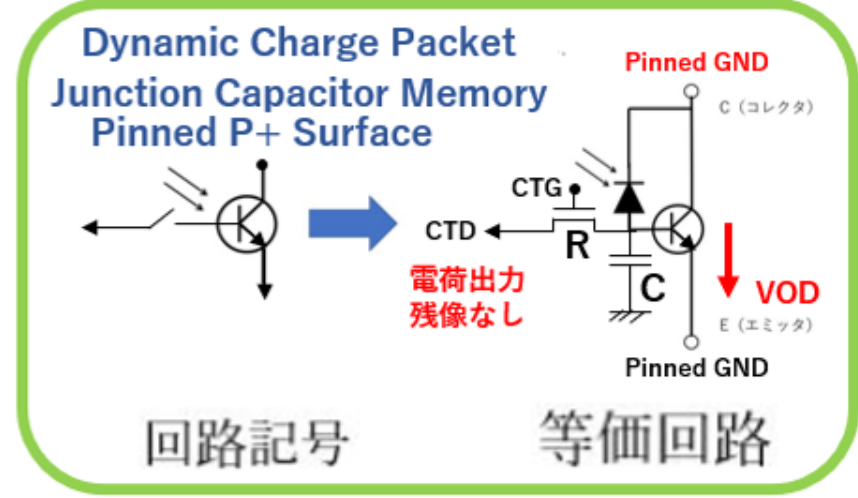 Dynamic Charge Packet
Junction Capacitor Memory
Pinned P+ Surface
Pinned GND
C（コレクタ）
CTG
CTD
R
電荷出力
残像なし
C
VOD
E（エミッタ）
Pinned GND
回路記号
等価回路